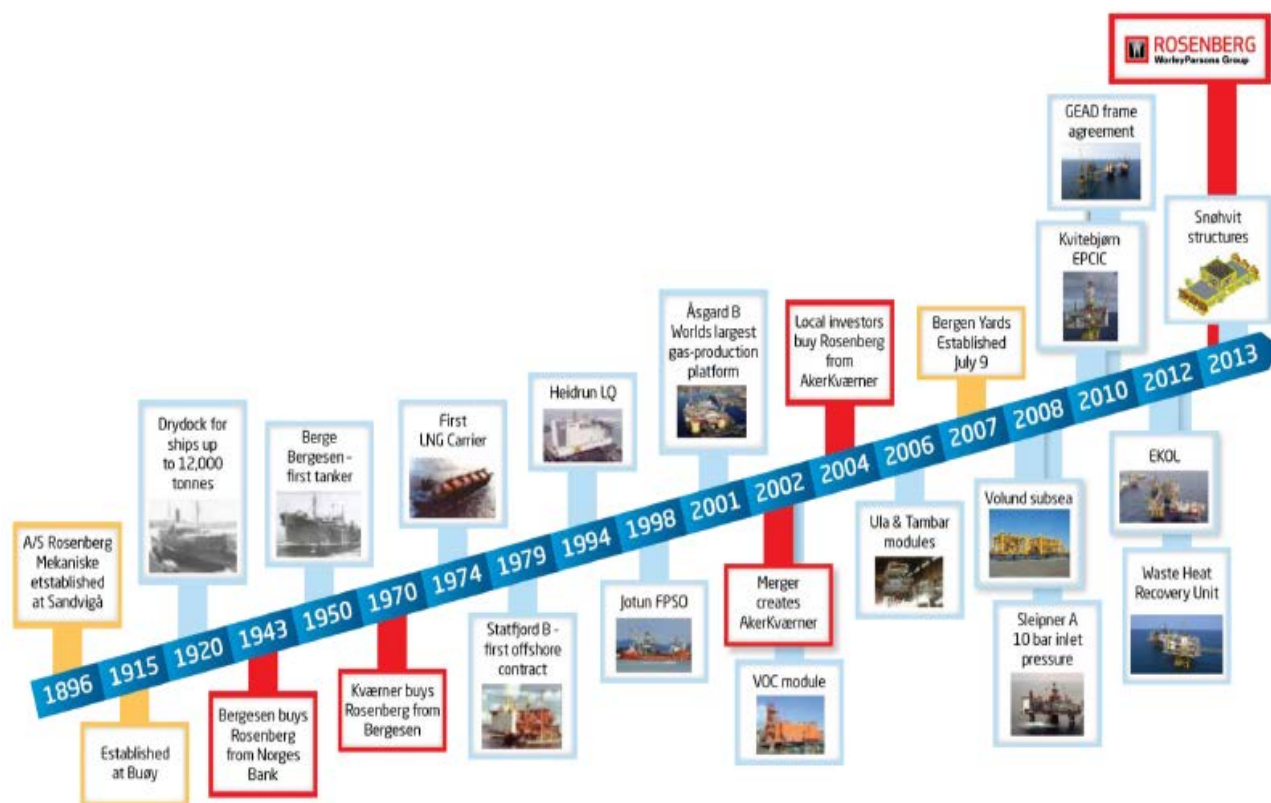 ROSENBERG
WorleyParsons Group
GEAD frame
agreement
Snøhvit
structures
Kvitebjørn
EPCIC
Åsgard B
Worlds largest
gas-production
platform
Local investors
buy Rosenberg
from
AkerKværner
Bergen Yards
Established
July 9
Heidrun LQ
First
LNG Carrier
Berge
Bergesen –
first tanker
Drydock for
ships up
to 12,000
tonnes
A/S Rosenberg
Mekaniske
etstablished
at Sandvigå
1896 1915 1920 1943 1950 1970 1974 1979 1994 1998 2001 2002 2004 2006 2007 2008 2010 2012 2013
Established
at Buøy
Bergesen buys
Rosenberg
from Norges
Bank
Kværner buys
Rosenberg from
Bergesen
Statfjord B –
first offshore
contract
Jotun FPSO
Merger
creates
AkerKværner
VOC module
Ula & Tambar
modules
Volund subsea
Sleipner A
10 bar inlet
pressure
EKOL
Waste Heat
Recovery Unit